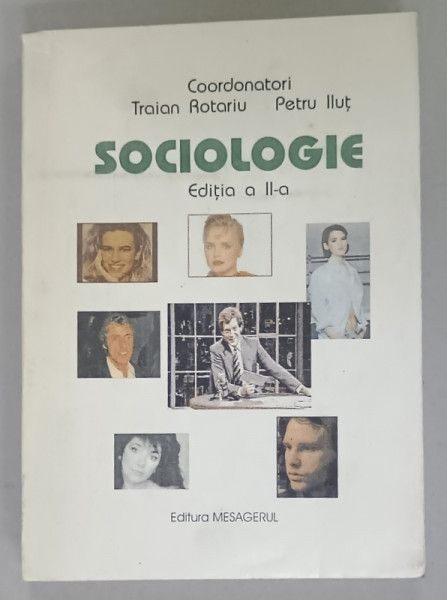 Coordonatori
Traian Rotariu Petru Iluț
SOCIOLOGIE
Ediția a II-a
Editura MESAGERUL